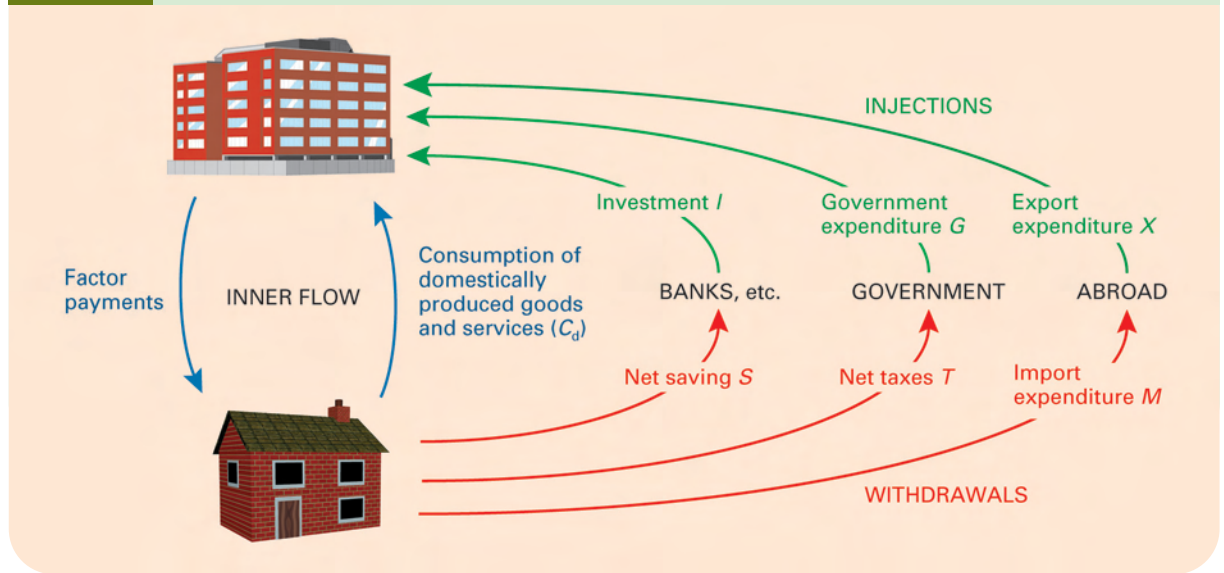 INJECTIONS
Investment I
Government
expenditure G
Export
expenditure X
Factor
payments
INNER FLOW
Consumption of
domestically
produced goods
and services (Cd)
BANKS, etc.
GOVERNMENT
ABROAD
Net saving S
Net taxes T
Import
expenditure M
WITHDRAWALS